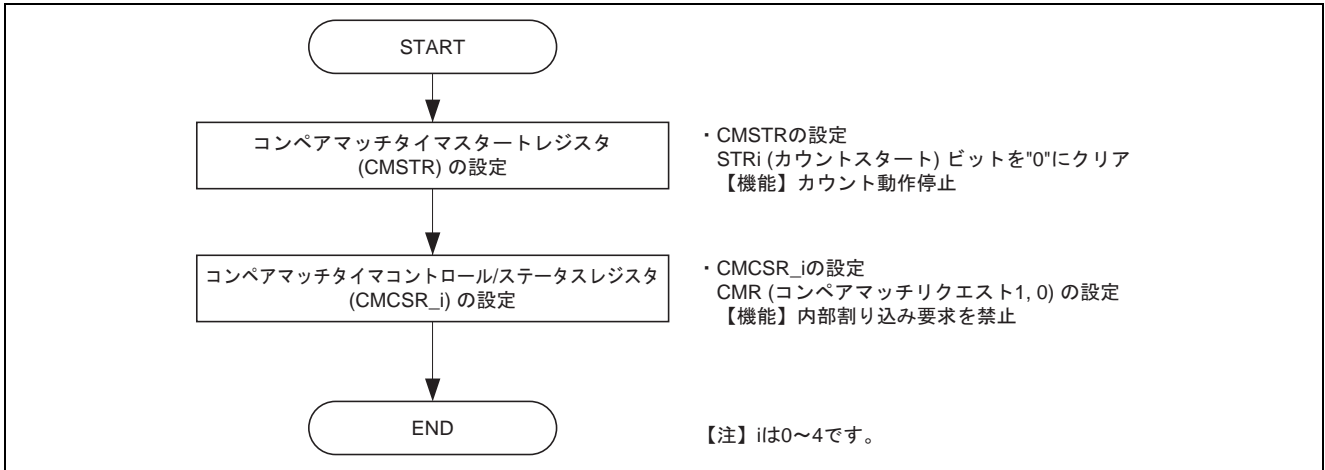 START
コンペアマッチタイマスタートレジスタ
(CMSTR) の設定
・CMSTRの設定
STRi (カウントスタート) ビットを"0"にクリア
【機能】カウント動作停止
コンペアマッチタイマコントロール/ステータスレジスタ
(CMCSR_i) の設定
・CMCSR_iの設定
CMR (コンペアマッチリクエスト1, 0) の設定
【機能】内部割り込み要求を禁止
END
【注】iは0～4です。